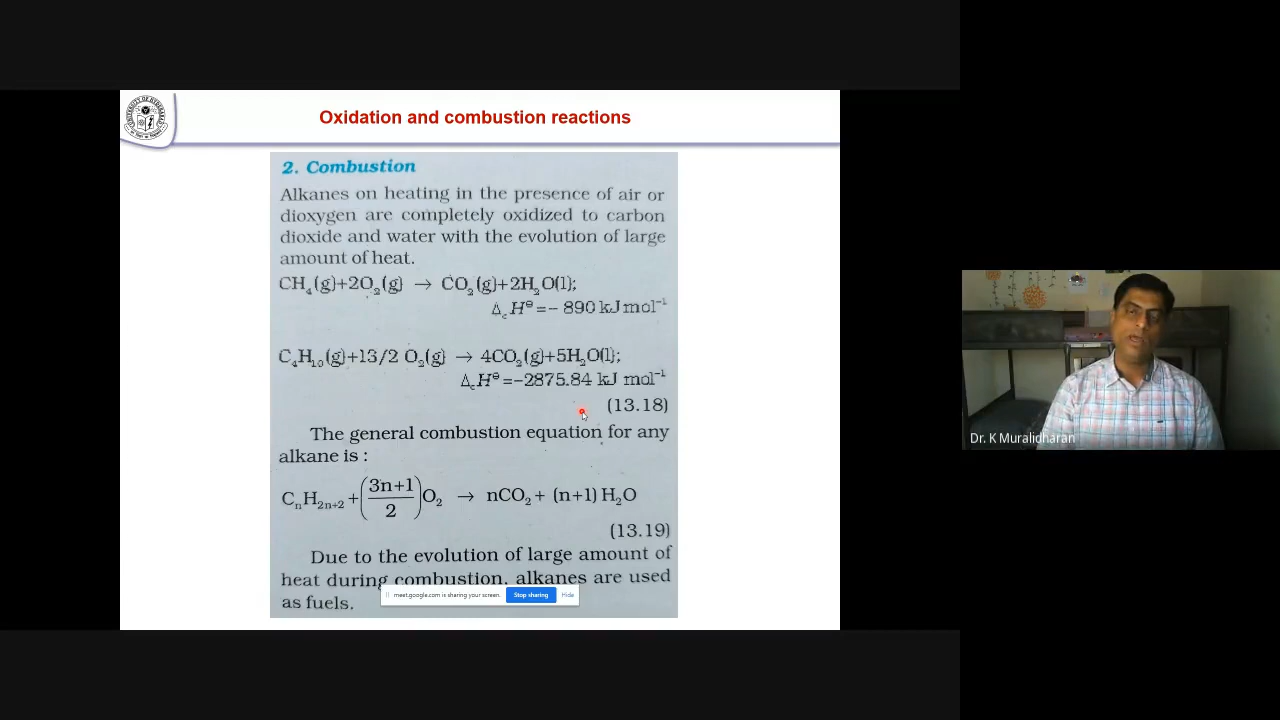 Oxidation and combustion reactions
2. Combustion
Alkanes on heating in the presence of air or
dioxygen are completely oxidized to carbon
dioxide and water with the evolution of large
amount of heat.
CH₄(g)+2O₂(g) → CO₂(g)+2H₂O(l);
Δ꜀H⊖=− 890 kJ mol⁻¹
C₄H₁₀(g)+13/2 O₂(g) → 4CO₂(g)+5H₂O(l);
Δ꜀H⊖=−2875.84 kJ mol⁻¹
(13.18)
The general combustion equation for any
alkane is :
CₙH₂ₙ₊₂ + (3n+1/2) O₂ → nCO₂ + (n+1) H₂O
(13.19)
Due to the evolution of large amount of
heat during combustion, alkanes are used
as fuels.
meet.google.com is sharing your screen. Stop sharing Hide
Dr. K Muralidharan